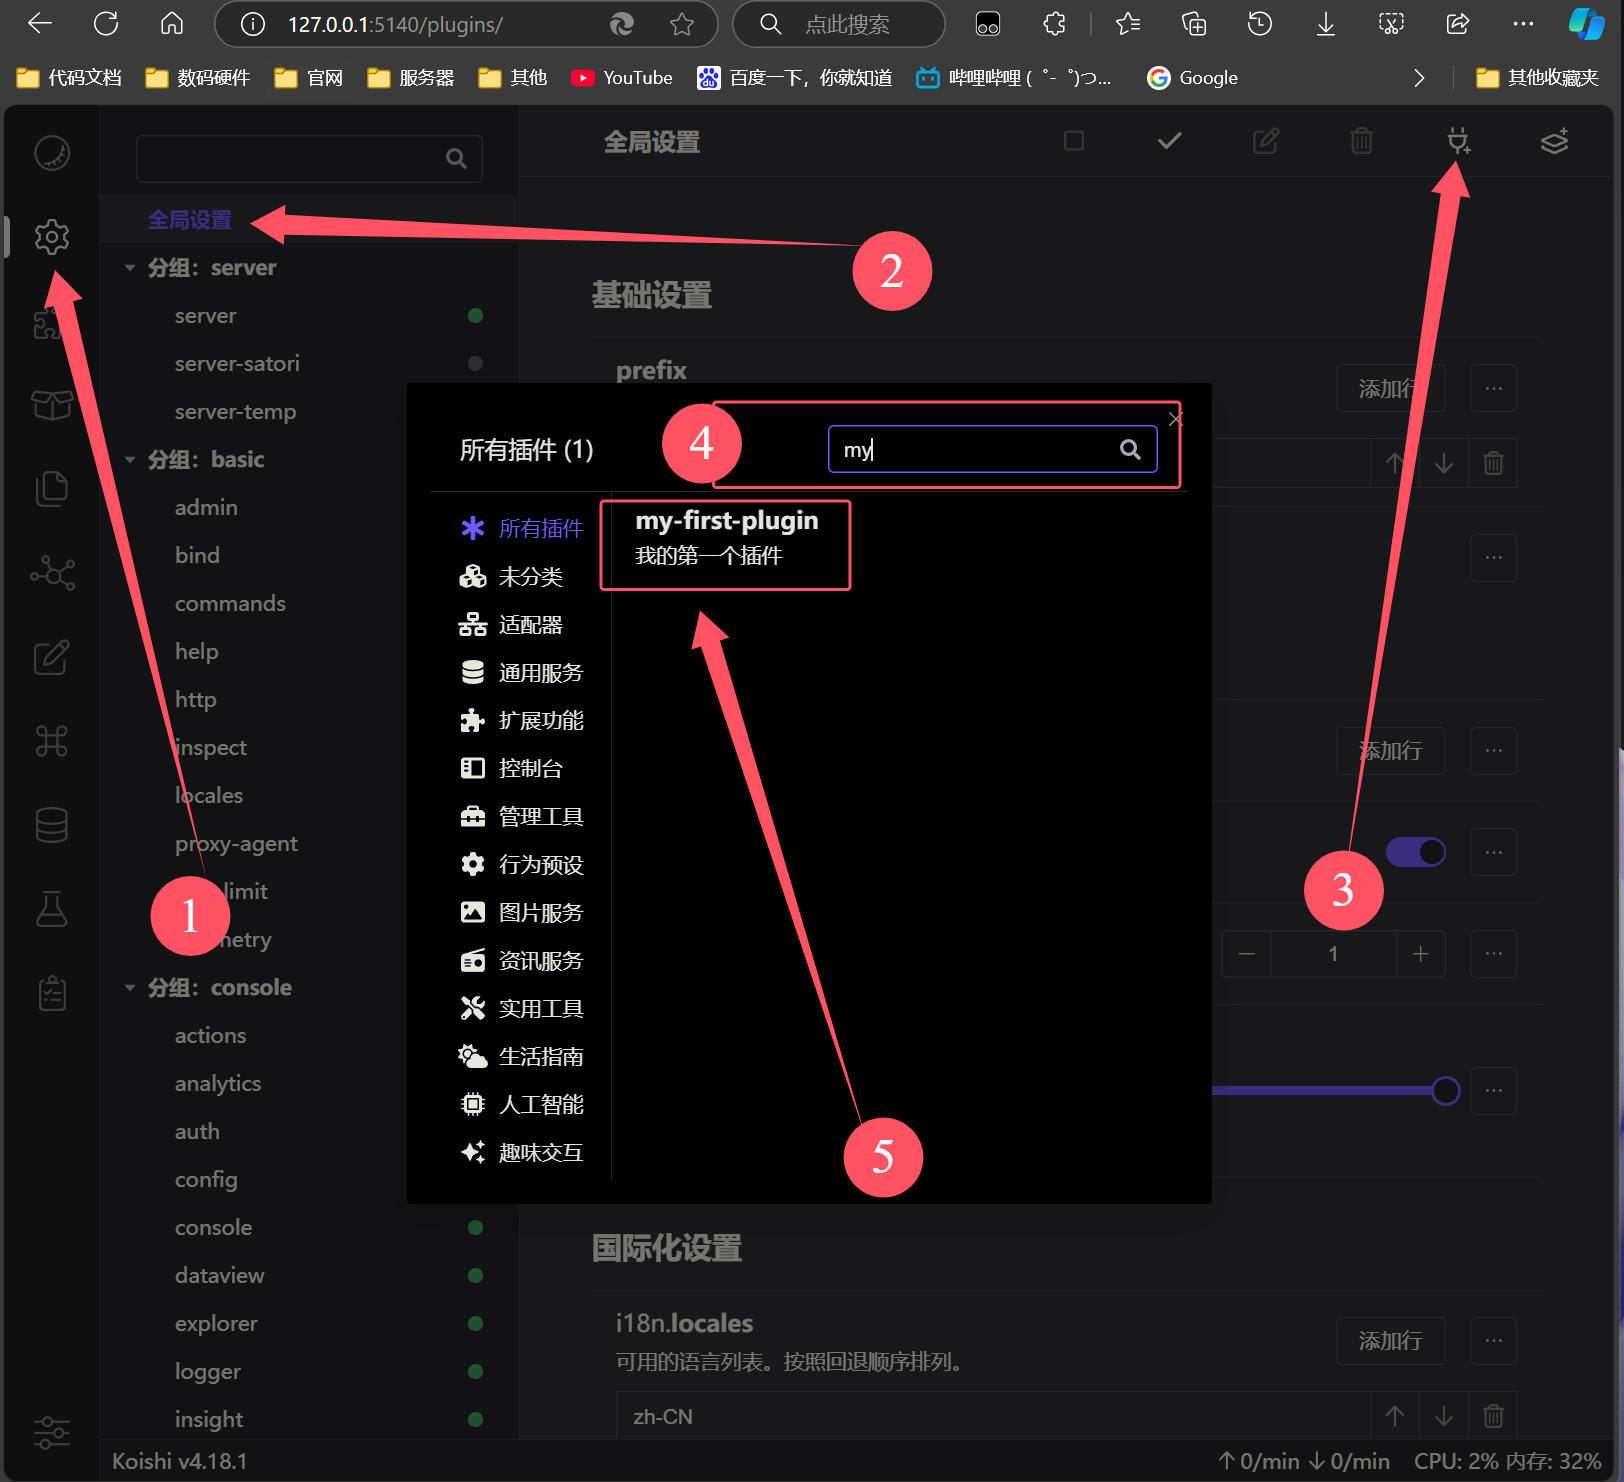 127.0.0.1:5140/plugins/
点此搜索
代码文档
数码硬件
官网
服务器
其他
YouTube
百度一下，你就知道
哔哩哔哩 (゜-゜)つ...
Google
其他收藏夹
全局设置
全局设置
分组：server
server
server-satori
server-temp
分组：basic
admin
bind
commands
help
http
inspect
locales
proxy-agent
limit
netry
分组：console
actions
analytics
auth
config
console
dataview
explorer
logger
insight
基础设置
prefix
添加行
添加行
1
所有插件 (1)
my
所有插件
未分类
适配器
通用服务
扩展功能
控制台
管理工具
行为预设
图片服务
资讯服务
实用工具
生活指南
人工智能
趣味交互
my-first-plugin
我的第一个插件
1
2
3
4
5
国际化设置
i18n.locales
可用的语言列表。按照回退顺序排列。
添加行
zh-CN
Koishi v4.18.1
↑ 0/min ↓ 0/min
CPU: 2% 内存: 32%